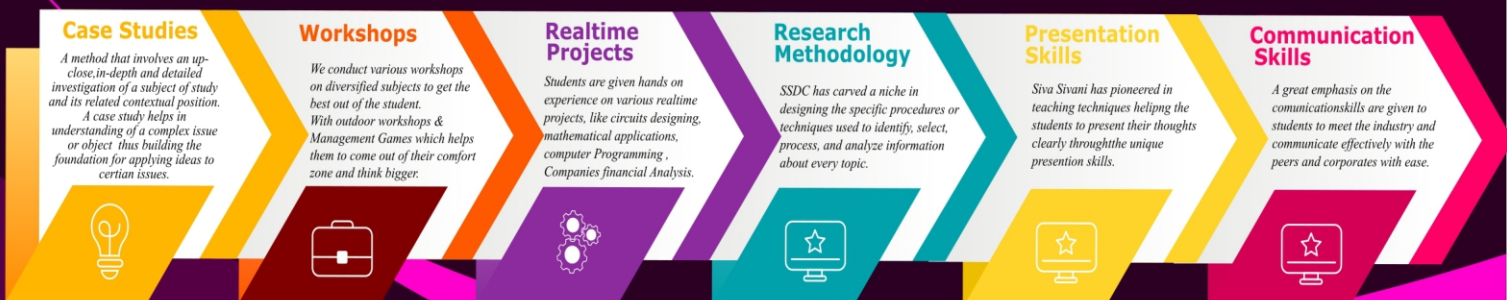 Case Studies
A method that involves an up-
close,in-depth and detailed
investigation of a subject of study
and its related contextual position.
A case study helps in
understanding of a complex issue
or object thus building the
foundation for applying ideas to
certian issues.
Workshops
We conduct various workshops
on diversified subjects to get the
best out of the student.
With outdoor workshops &
Management Games which helps
them to come out of their comfort
zone and think bigger.
Realtime
Projects
Students are given hands on
experience on various realtime
projects, like circuits designing,
mathematical applications,
computer Programming ,
Companies financial Analysis.
Research
Methodology
SSDC has carved a niche in
designing the specific procedures or
techniques used to identify, select,
process, and analyze information
about every topic.
Presentation
Skills
Siva Sivani has pioneered in
teaching techniques helipng the
students to present their thoughts
clearly throughtthe unique
presention skills.
Communication
Skills
A great emphasis on the
comunicationskills are given to
students to meet the industry and
communicate effectively with the
peers and corporates with ease.